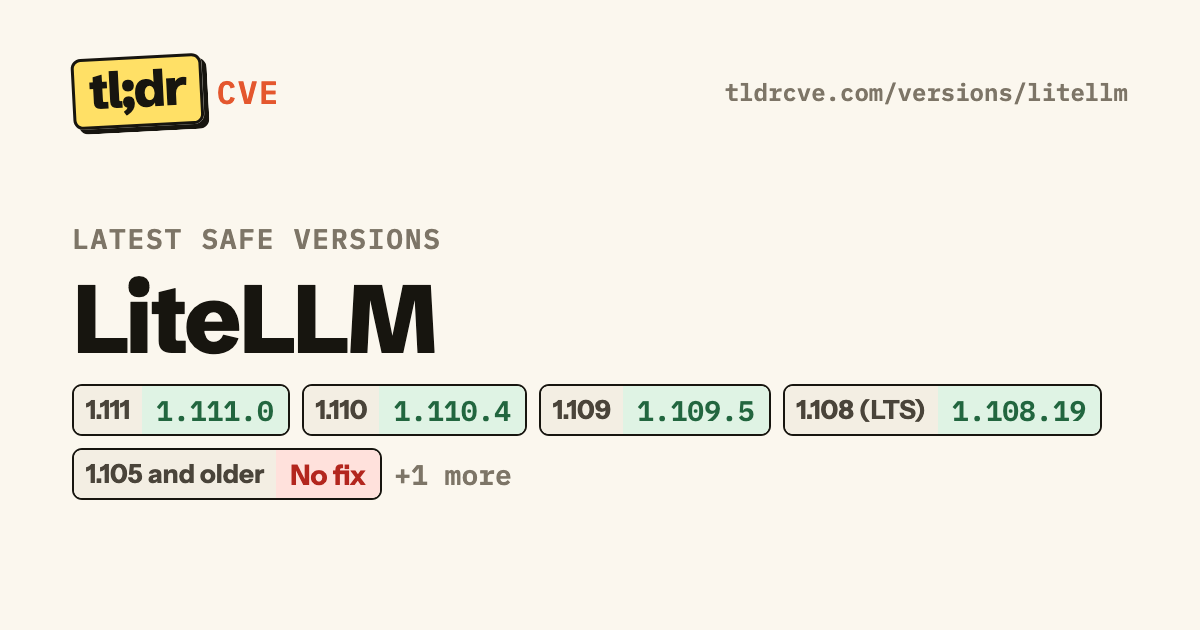 tl;dr CVE tldrcve.com/versions/litellm
LATEST SAFE VERSIONS
LiteLLM
1.111 1.111.0 1.110 1.110.4 1.109 1.109.5 1.108 (LTS) 1.108.19
1.105 and older No fix +1 more